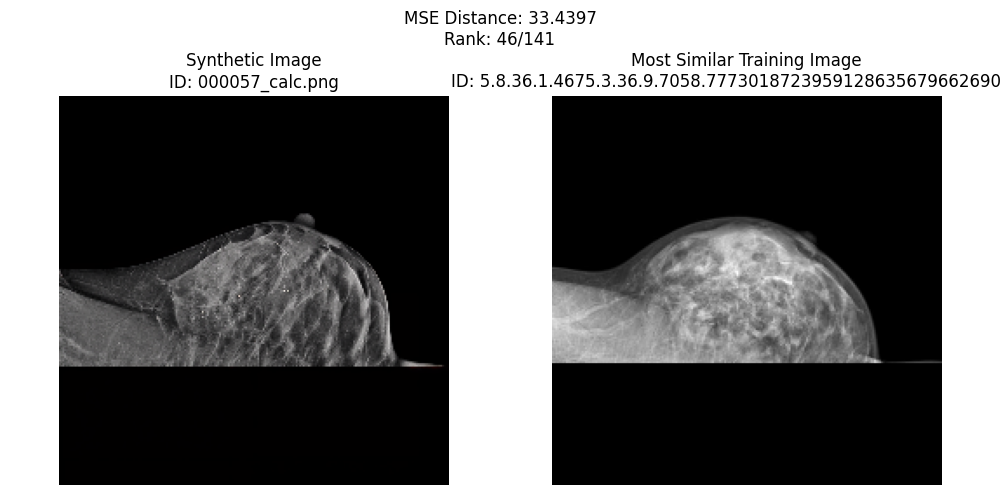 MSE Distance: 33.4397
Rank: 46/141
Synthetic Image
ID: 000057_calc.png
Most Similar Training Image
ID: 5.8.36.1.4675.3.36.9.7058.7773018723959128635679662690